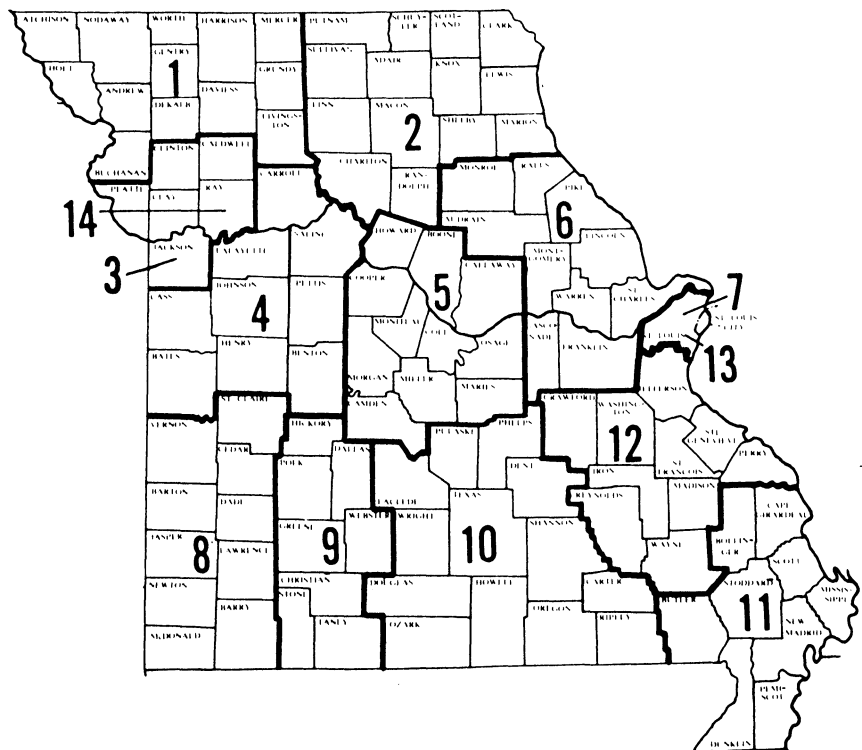 ATCHISON NODAWAY WORTH HARRISON MERCER PUTNAM SCHUY-
LER SCOT-
LAND CLARK
GENTRY SULLIVAN ADAIR KNOX
HOLT 1 GRUNDY LEWIS
ANDREW DAVIESS
DEKALB LINN MACON
LIVINGS-
TON 2 SHELBY MARION
CLINTON CALDWELL CHARITON MONROE RALLS
BUCHANAN CARROLL RAN-
DOLPH
PLATTE RAY PIKE
CLAY
14 AUDRAIN 6
HOWARD BOONE LINCOLN
SALINE
JACKSON LAFAYETTE MONT-
GOMERY
3 COOPER CALLAWAY
JOHNSON PETTIS 5 WARREN ST.
CHARLES 7
CASS 4 ST. LOUIS
CITY
MONITEAU COLE GAS-
CONADE ST. LOUIS
HENRY OSAGE FRANKLIN 13
BATES BENTON
MORGAN MILLER MARIES JEFFERSON
ST. CLAIR CAMDEN CRAWFORD WASHING-
TON
VERNON HICKORY PULASKI PHELPS STE.
GENEVIEVE
12
CEDAR POLK DALLAS DENT IRON ST.
FRANCOIS PERRY
BARTON LACLEDE TEXAS REYNOLDS MADISON
DADE WEBSTER WRIGHT CAPE
GIRARDEAU
JASPER GREENE SHANNON BOLLIN-
GER
8 LAWRENCE 9 10 WAYNE SCOTT
NEWTON CHRISTIAN DOUGLAS HOWELL CARTER STODDARD MISSIS-
SIPPI
STONE BUTLER 11
BARRY TANEY OZARK OREGON RIPLEY NEW
MADRID
McDONALD
PEMI-
SCOT
DUNKLIN